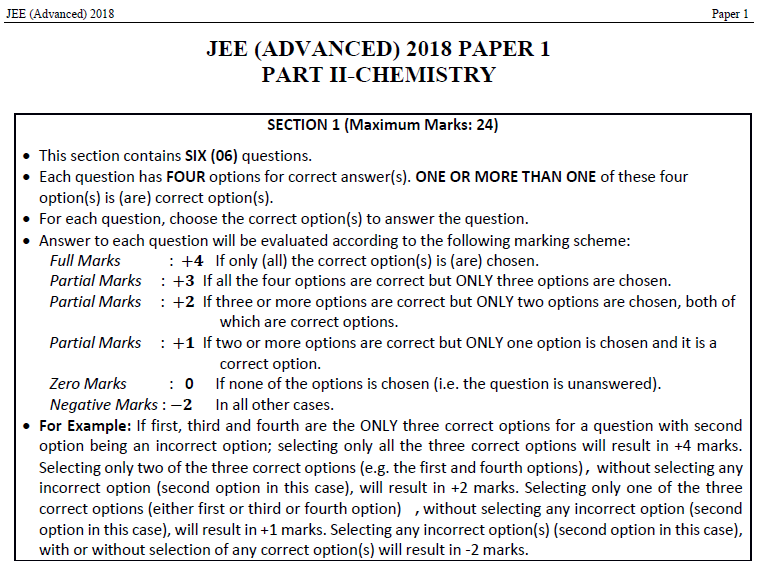 JEE (Advanced) 2018 Paper 1
JEE (ADVANCED) 2018 PAPER 1
PART II-CHEMISTRY
SECTION 1 (Maximum Marks: 24)
• This section contains SIX (06) questions.
• Each question has FOUR options for correct answer(s). ONE OR MORE THAN ONE of these four
option(s) is (are) correct option(s).
• For each question, choose the correct option(s) to answer the question.
• Answer to each question will be evaluated according to the following marking scheme:
Full Marks : +4 If only (all) the correct option(s) is (are) chosen.
Partial Marks : +3 If all the four options are correct but ONLY three options are chosen.
Partial Marks : +2 If three or more options are correct but ONLY two options are chosen, both of
which are correct options.
Partial Marks : +1 If two or more options are correct but ONLY one option is chosen and it is a
correct option.
Zero Marks : 0 If none of the options is chosen (i.e. the question is unanswered).
Negative Marks : −2 In all other cases.
• For Example: If first, third and fourth are the ONLY three correct options for a question with second
option being an incorrect option; selecting only all the three correct options will result in +4 marks.
Selecting only two of the three correct options (e.g. the first and fourth options), without selecting any
incorrect option (second option in this case), will result in +2 marks. Selecting only one of the three
correct options (either first or third or fourth option) , without selecting any incorrect option (second
option in this case), will result in +1 marks. Selecting any incorrect option(s) (second option in this case),
with or without selection of any correct option(s) will result in -2 marks.